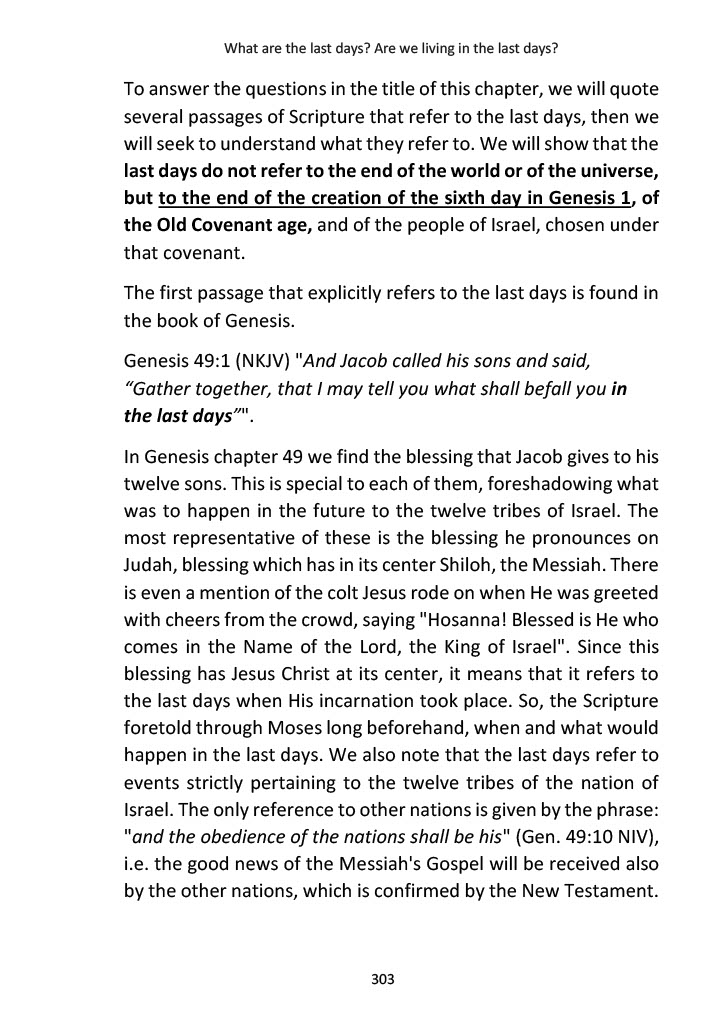 What are the last days? Are we living in the last days?
To answer the questions in the title of this chapter, we will quote
several passages of Scripture that refer to the last days, then we
will seek to understand what they refer to. We will show that the
last days do not refer to the end of the world or of the universe,
but to the end of the creation of the sixth day in Genesis 1, of
the Old Covenant age, and of the people of Israel, chosen under
that covenant.
The first passage that explicitly refers to the last days is found in
the book of Genesis.
Genesis 49:1 (NKJV) "And Jacob called his sons and said,
“Gather together, that I may tell you what shall befall you in
the last days”".
In Genesis chapter 49 we find the blessing that Jacob gives to his
twelve sons. This is special to each of them, foreshadowing what
was to happen in the future to the twelve tribes of Israel. The
most representative of these is the blessing he pronounces on
Judah, blessing which has in its center Shiloh, the Messiah. There
is even a mention of the colt Jesus rode on when He was greeted
with cheers from the crowd, saying "Hosanna! Blessed is He who
comes in the Name of the Lord, the King of Israel". Since this
blessing has Jesus Christ at its center, it means that it refers to
the last days when His incarnation took place. So, the Scripture
foretold through Moses long beforehand, when and what would
happen in the last days. We also note that the last days refer to
events strictly pertaining to the twelve tribes of the nation of
Israel. The only reference to other nations is given by the phrase:
"and the obedience of the nations shall be his" (Gen. 49:10 NIV),
i.e. the good news of the Messiah's Gospel will be received also
by the other nations, which is confirmed by the New Testament.
303